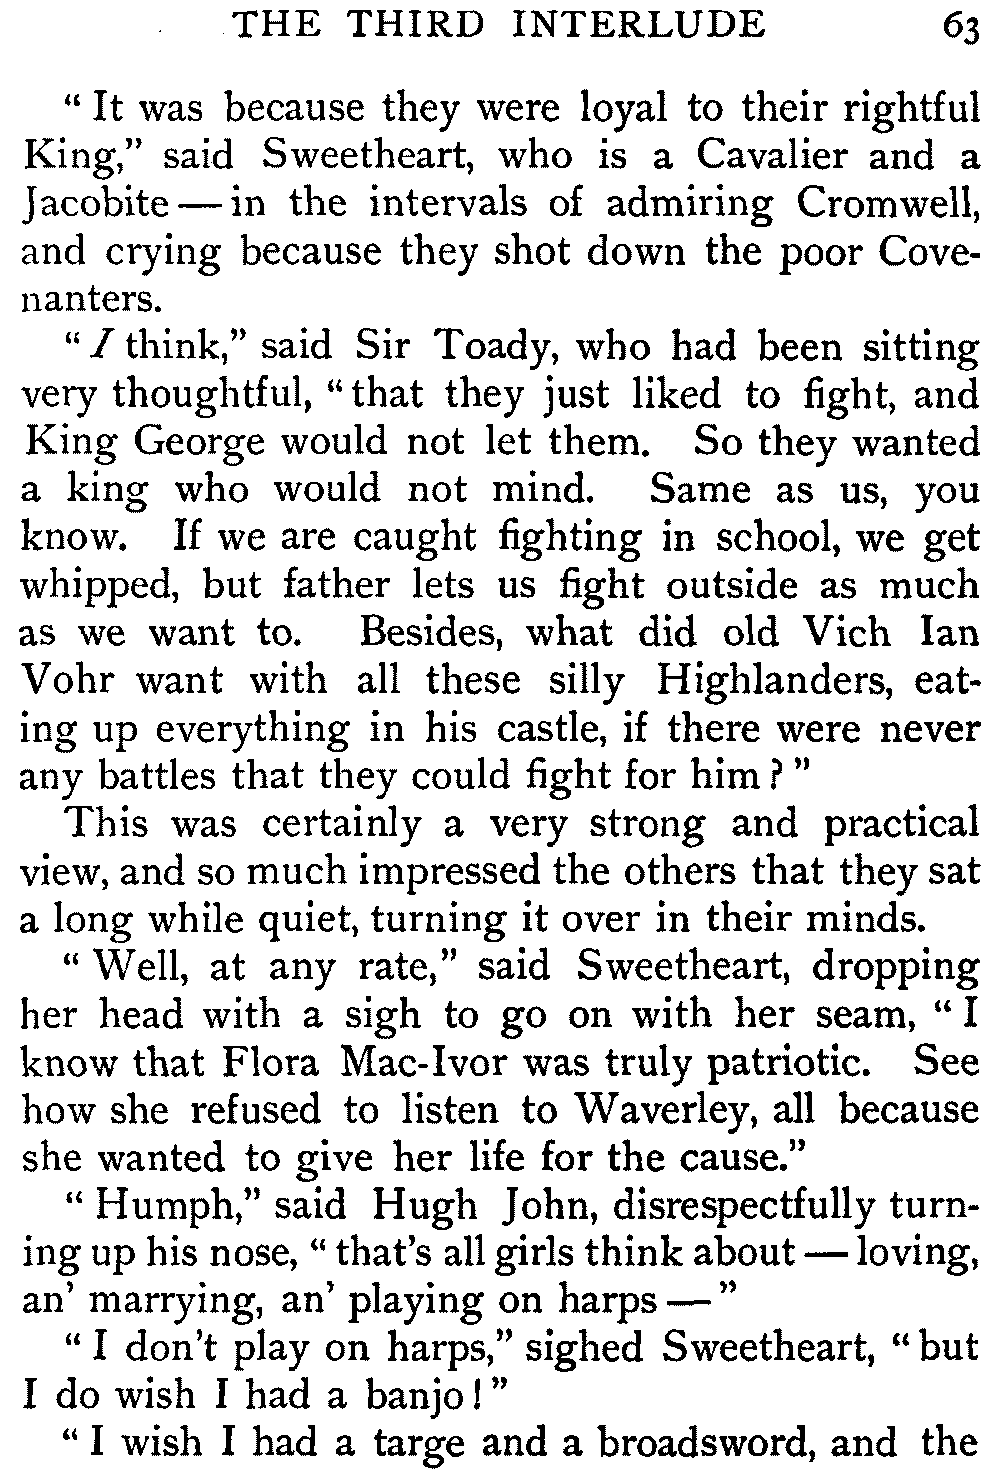 THE THIRD INTERLUDE 63
" It was because they were loyal to their rightful
King," said Sweetheart, who is a Cavalier and a
Jacobite — in the intervals of admiring Cromwell,
and crying because they shot down the poor Cove-
nanters.
" I think," said Sir Toady, who had been sitting
very thoughtful, " that they just liked to fight, and
King George would not let them. So they wanted
a king who would not mind. Same as us, you
know. If we are caught fighting in school, we get
whipped, but father lets us fight outside as much
as we want to. Besides, what did old Vich Ian
Vohr want with all these silly Highlanders, eat-
ing up everything in his castle, if there were never
any battles that they could fight for him ? "
This was certainly a very strong and practical
view, and so much impressed the others that they sat
a long while quiet, turning it over in their minds.
" Well, at any rate," said Sweetheart, dropping
her head with a sigh to go on with her seam, " I
know that Flora Mac-Ivor was truly patriotic. See
how she refused to listen to Waverley, all because
she wanted to give her life for the cause."
" Humph," said Hugh John, disrespectfully turn-
ing up his nose, " that's all girls think about — loving,
an' marrying, an' playing on harps — "
" I don't play on harps," sighed Sweetheart, " but
I do wish I had a banjo ! "
" I wish I had a targe and a broadsword, and the